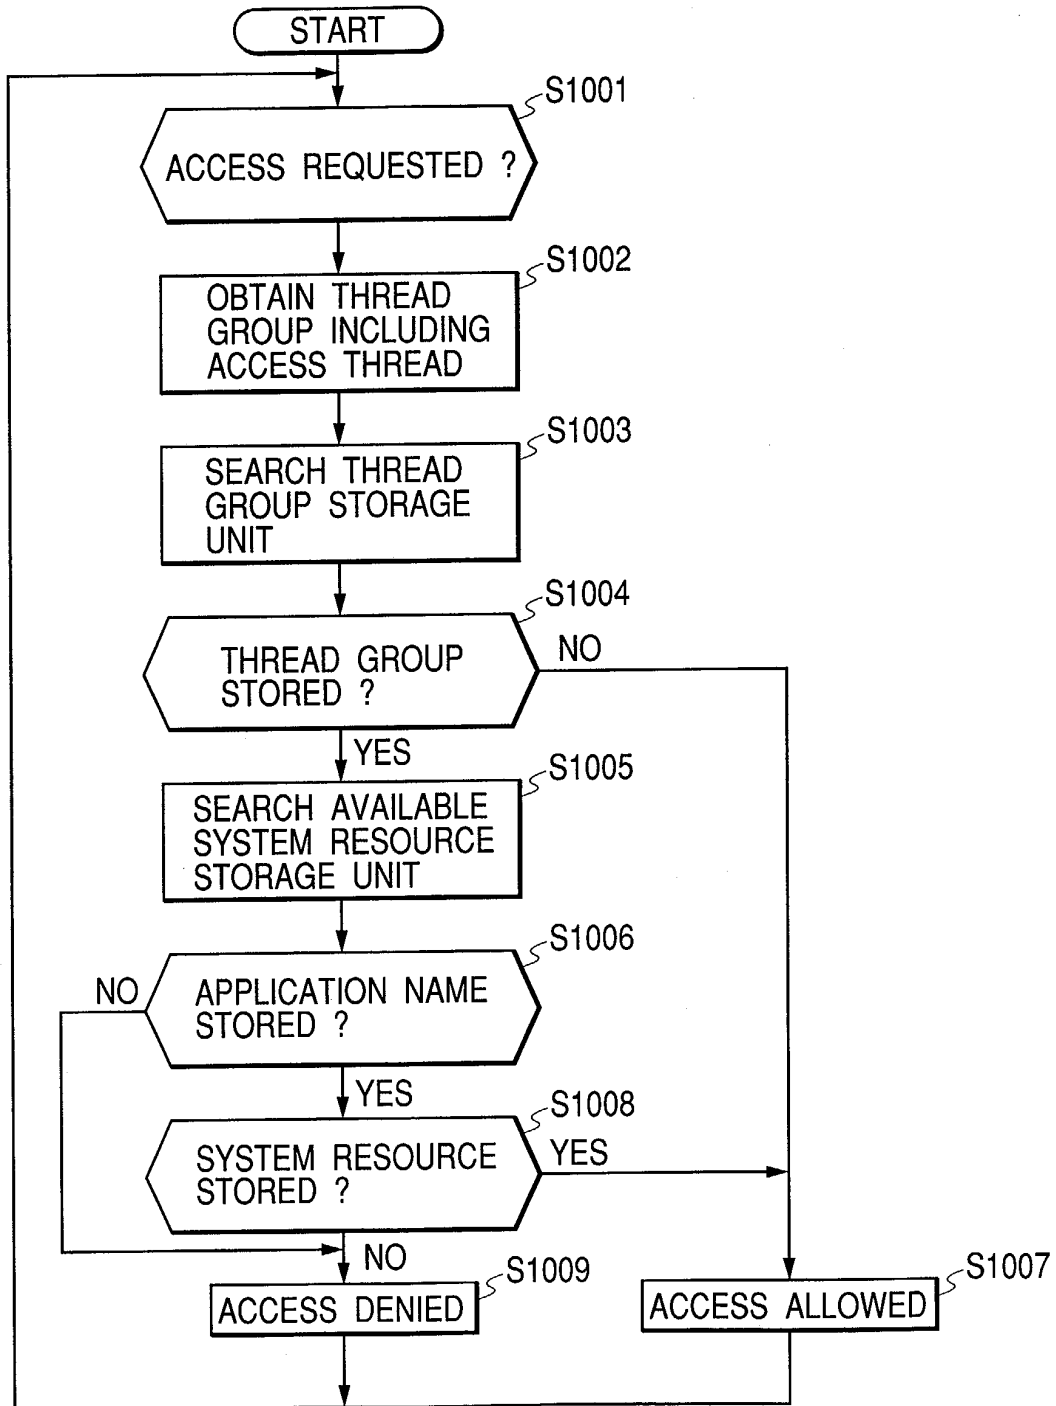 START
S1001
ACCESS REQUESTED ?
S1002
OBTAIN THREAD
GROUP INCLUDING
ACCESS THREAD
S1003
SEARCH THREAD
GROUP STORAGE
UNIT
S1004
THREAD GROUP
STORED ?
NO
YES
S1005
SEARCH AVAILABLE
SYSTEM RESOURCE
STORAGE UNIT
S1006
NO
APPLICATION NAME
STORED ?
YES
S1008
SYSTEM RESOURCE
STORED ?
YES
NO
S1009
ACCESS DENIED
S1007
ACCESS ALLOWED